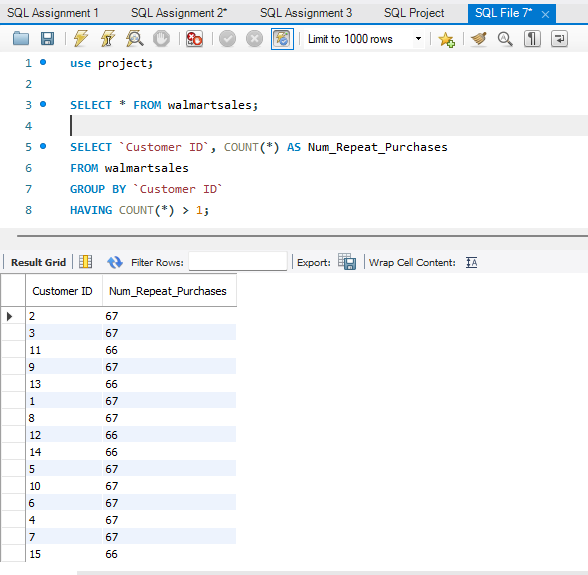 SQL Assignment 1 SQL Assignment 2* SQL Assignment 3 SQL Project SQL File 7*
Limit to 1000 rows
1 use project;
2
3 SELECT * FROM walmartsales;
4
5 SELECT `Customer ID`, COUNT(*) AS Num_Repeat_Purchases
6 FROM walmartsales
7 GROUP BY `Customer ID`
8 HAVING COUNT(*) > 1;
Result Grid Filter Rows: Export: Wrap Cell Content:
Customer ID Num_Repeat_Purchases
2 67
3 67
11 66
9 67
13 66
1 67
8 67
12 66
14 66
5 67
10 67
6 67
4 67
7 67
15 66